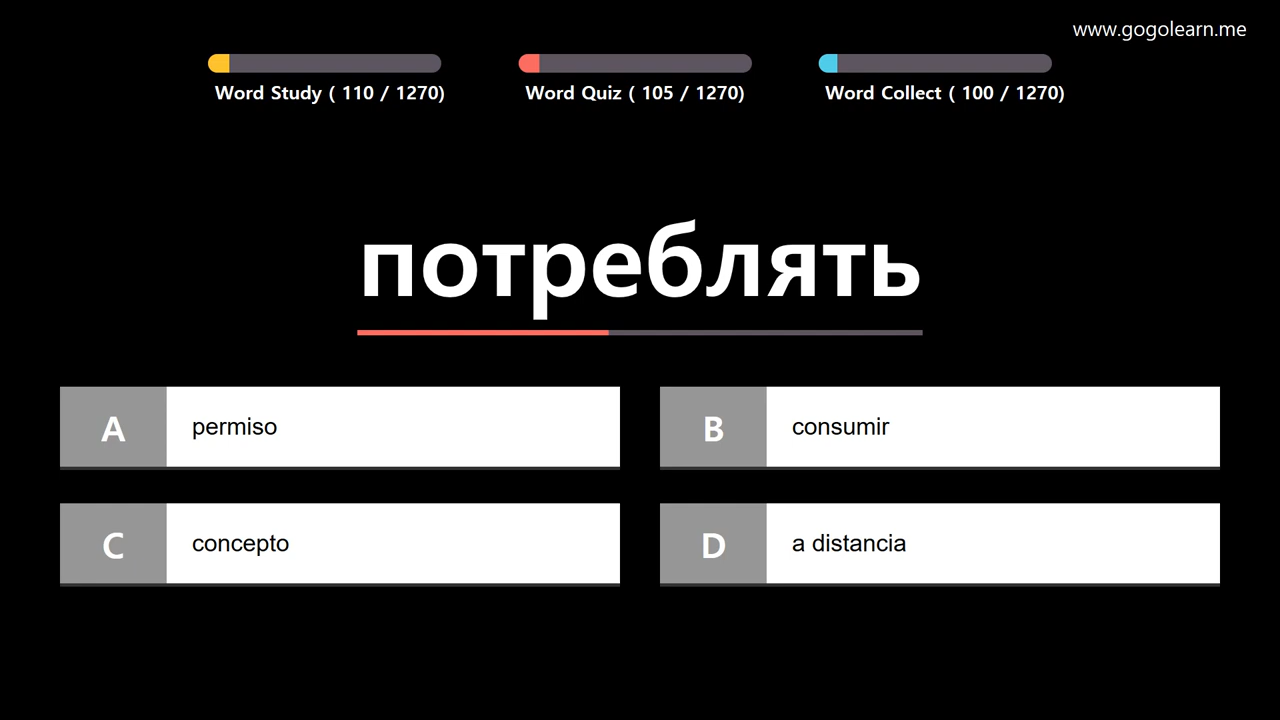 www.gogolearn.me
Word Study ( 110 / 1270)
Word Quiz ( 105 / 1270)
Word Collect ( 100 / 1270)
потреблять
A permiso
B consumir
C concepto
D a distancia